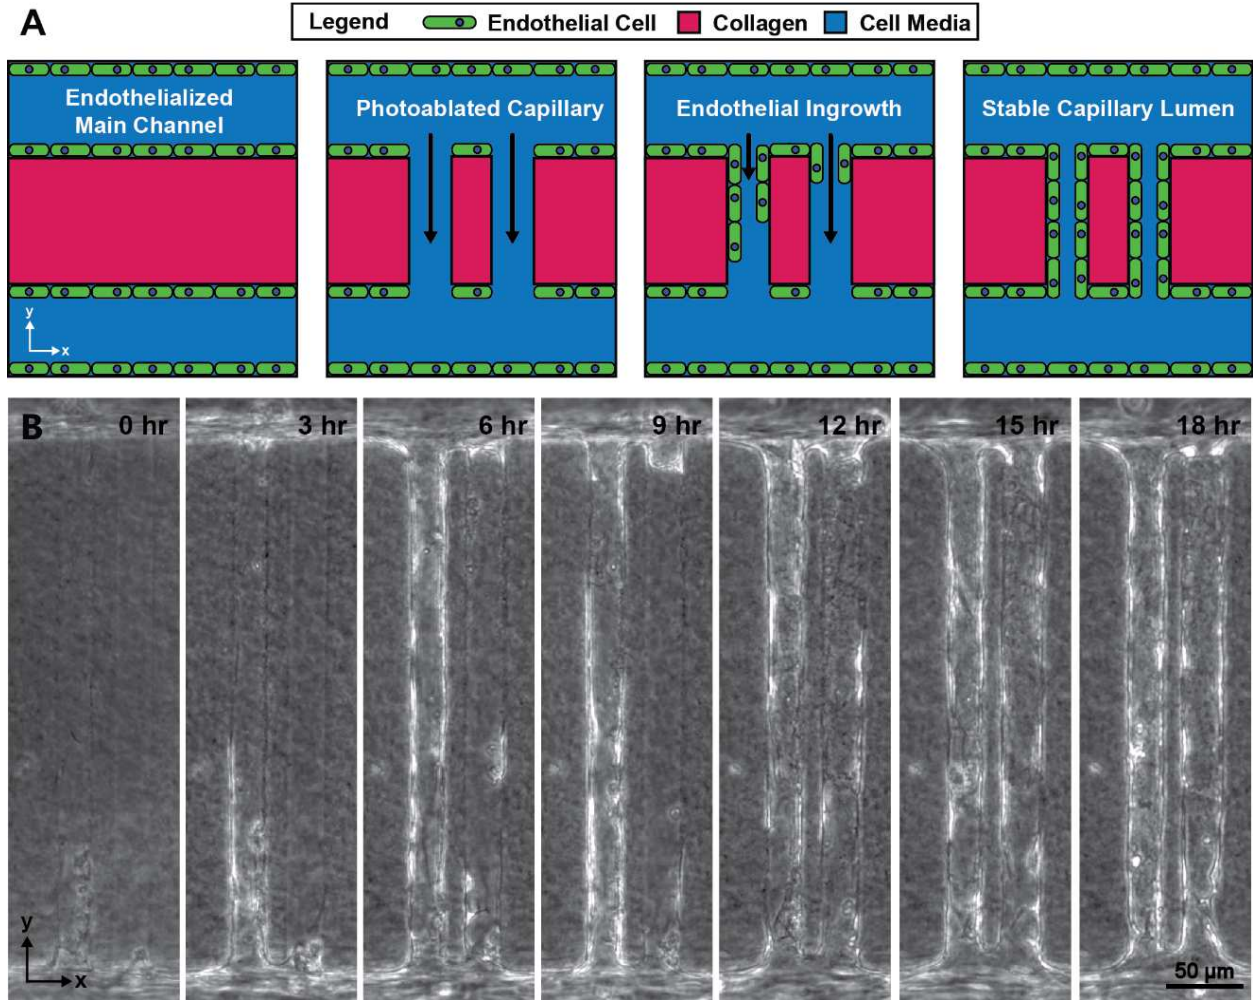 A
Legend Endothelial Cell Collagen Cell Media
Endothelialized
Main Channel
Photoablated Capillary
Endothelial Ingrowth
Stable Capillary Lumen
y
x
B
0 hr
3 hr
6 hr
9 hr
12 hr
15 hr
18 hr
y
x
50 µm